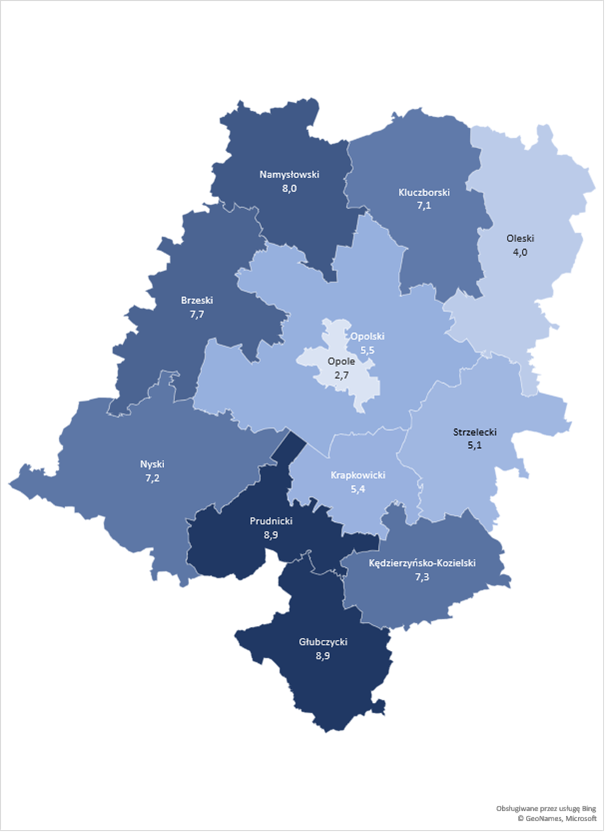 Namysłowski
8,0
Kluczborski
7,1
Oleski
4,0
Brzeski
7,7
Opolski
5,5
Opole
2,7
Strzelecki
5,1
Nyski
7,2
Krapkowicki
5,4
Prudnicki
8,9
Kędzierzyńsko-Kozielski
7,3
Głubczycki
8,9
Obsługiwane przez usługę Bing
© GeoNames, Microsoft